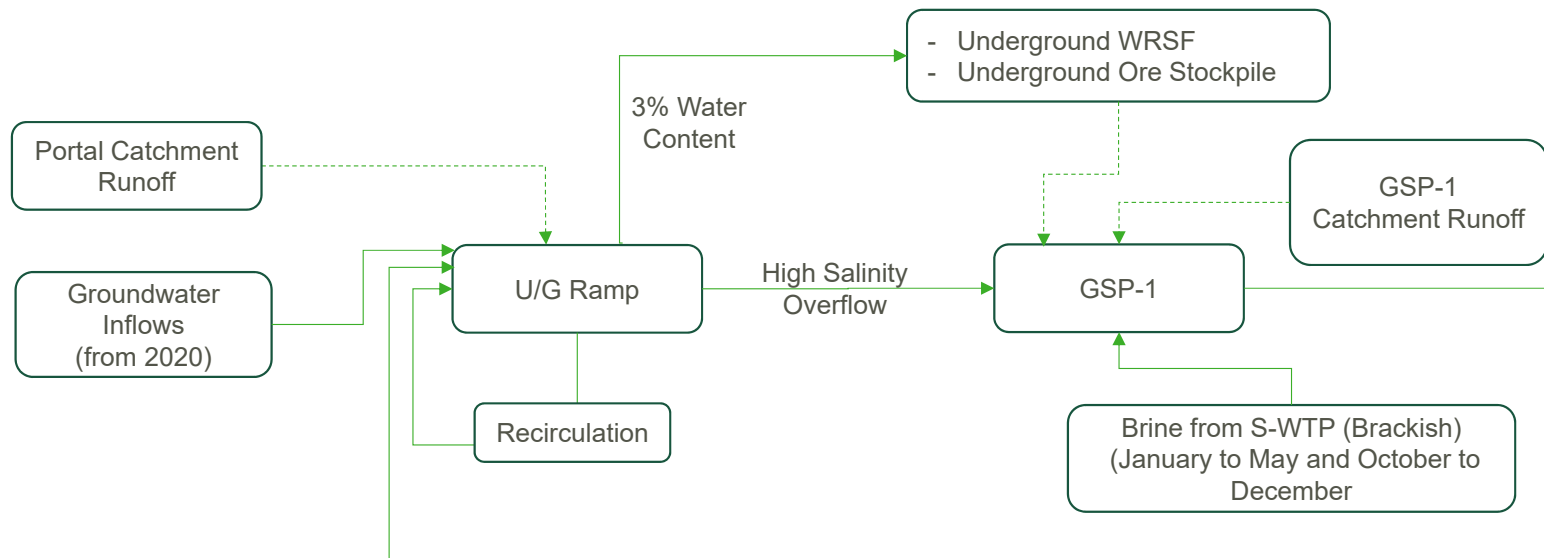 - Underground WRSF
- Underground Ore Stockpile
3% Water
Content
Portal Catchment
Runoff
GSP-1
Catchment Runoff
Groundwater
Inflows
(from 2020)
U/G Ramp
High Salinity
Overflow
GSP-1
Recirculation
Brine from S-WTP (Brackish)
(January to May and October to
December